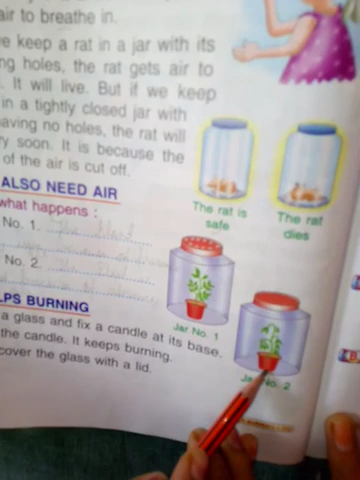 air to breathe in.
we keep a rat in a jar with its
ng holes, the rat gets air to
. It will live. But if we keep
in a tightly closed jar with
aving no holes, the rat will
ry soon. It is because the
of the air is cut off.
ALSO NEED AIR
what happens :
No. 1.
No. 2.
The rat is
safe
The rat
dies
Jar No. 1
Jar No. 2
LPS BURNING
a glass and fix a candle at its base.
the candle. It keeps burning.
cover the glass with a lid.